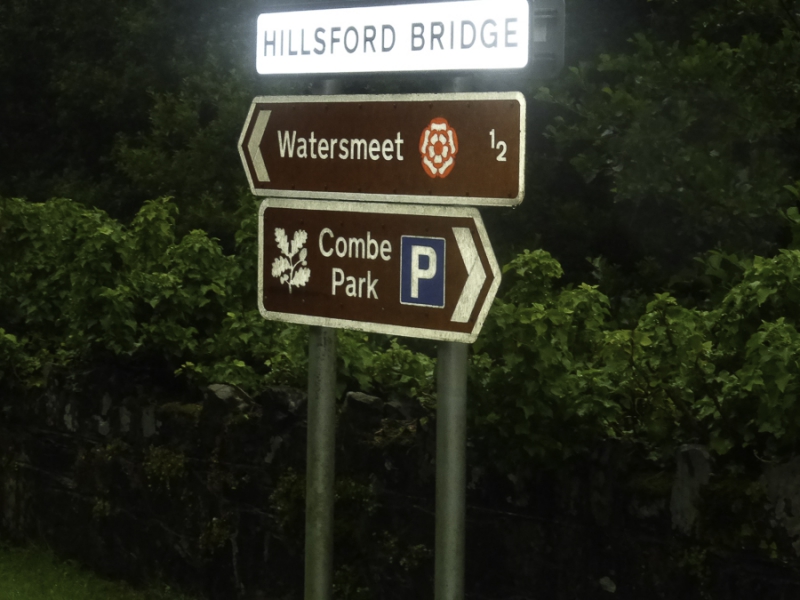 HILLSFORD BRIDGE
Watersmeet ½
Combe
Park P